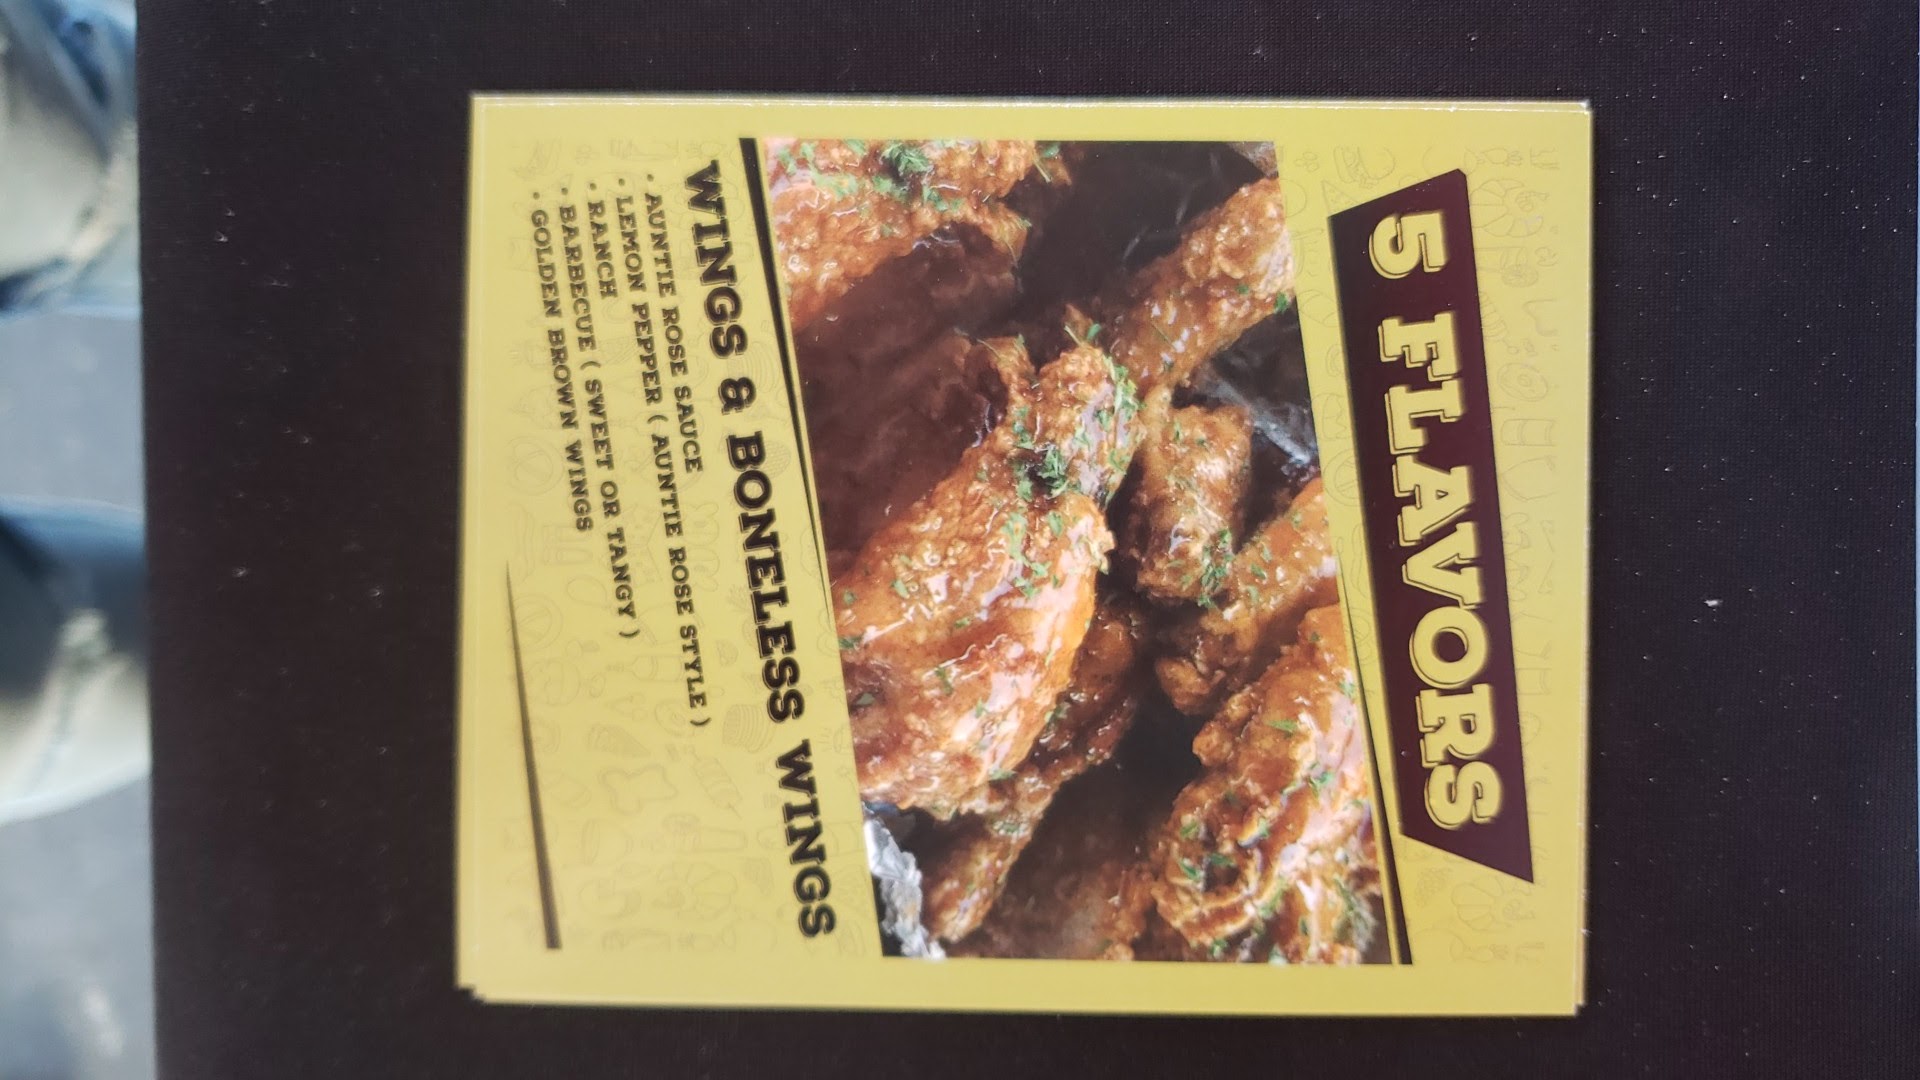 5 FLAVORS
WINGS & BONELESS WINGS
· AUNTIE ROSE SAUCE
· LEMON PEPPER ( AUNTIE ROSE STYLE )
· RANCH
· BARBECUE ( SWEET OR TANGY )
· GOLDEN BROWN WINGS